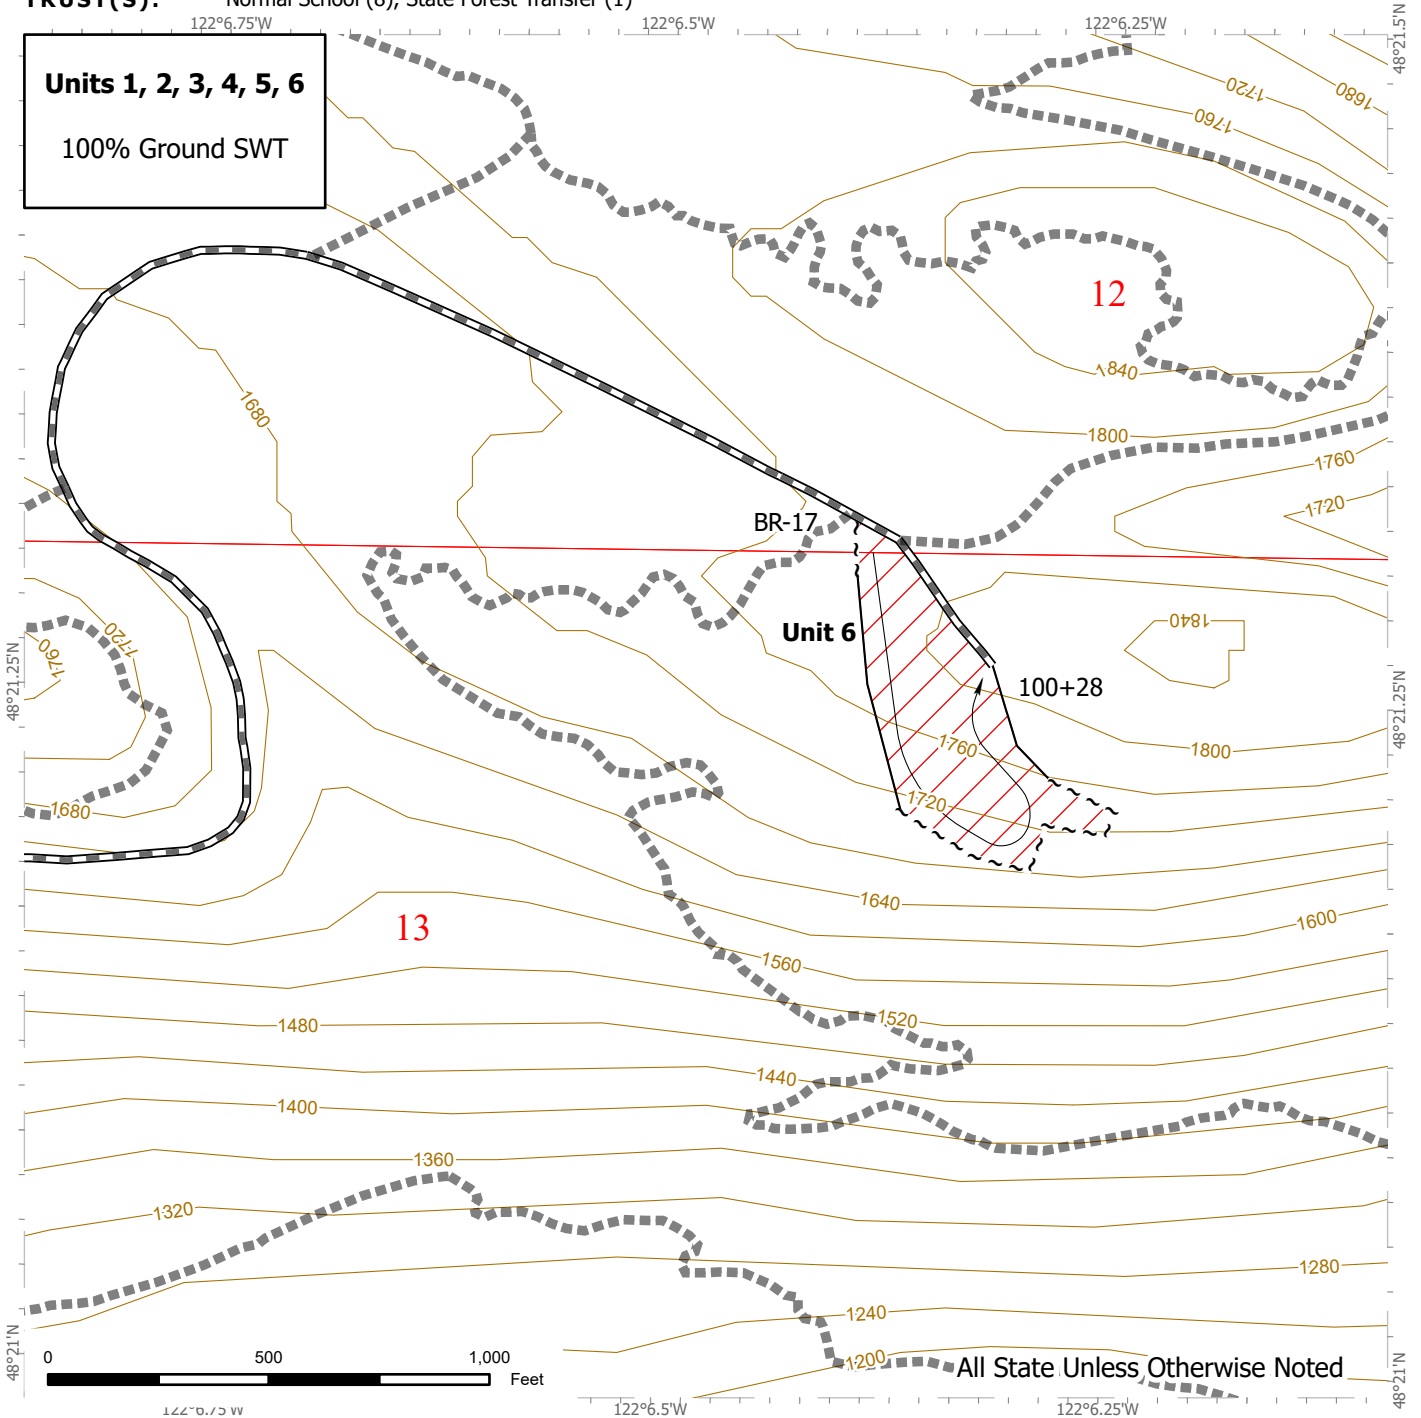 TRUST(S): Normal School (8), State Forest Transfer (1)
122°6.75'W 122°6.5'W 122°6.25'W
48°21.5'N
Units 1, 2, 3, 4, 5, 6
100% Ground SWT
1720
1680
1760
12
1840
1680
1800
1760
1720
BR-17
1840
1720
1760
Unit 6
48°21.25'N
100+28
48°21.25'N
1760
1800
1720
1680
1640
1600
13
1560
1520
1480
1440
1400
1360
1320
1280
1240
1200
48°21'N
0 500 1,000
Feet
All State Unless Otherwise Noted
48°21'N
122°6.75'W 122°6.5'W 122°6.25'W